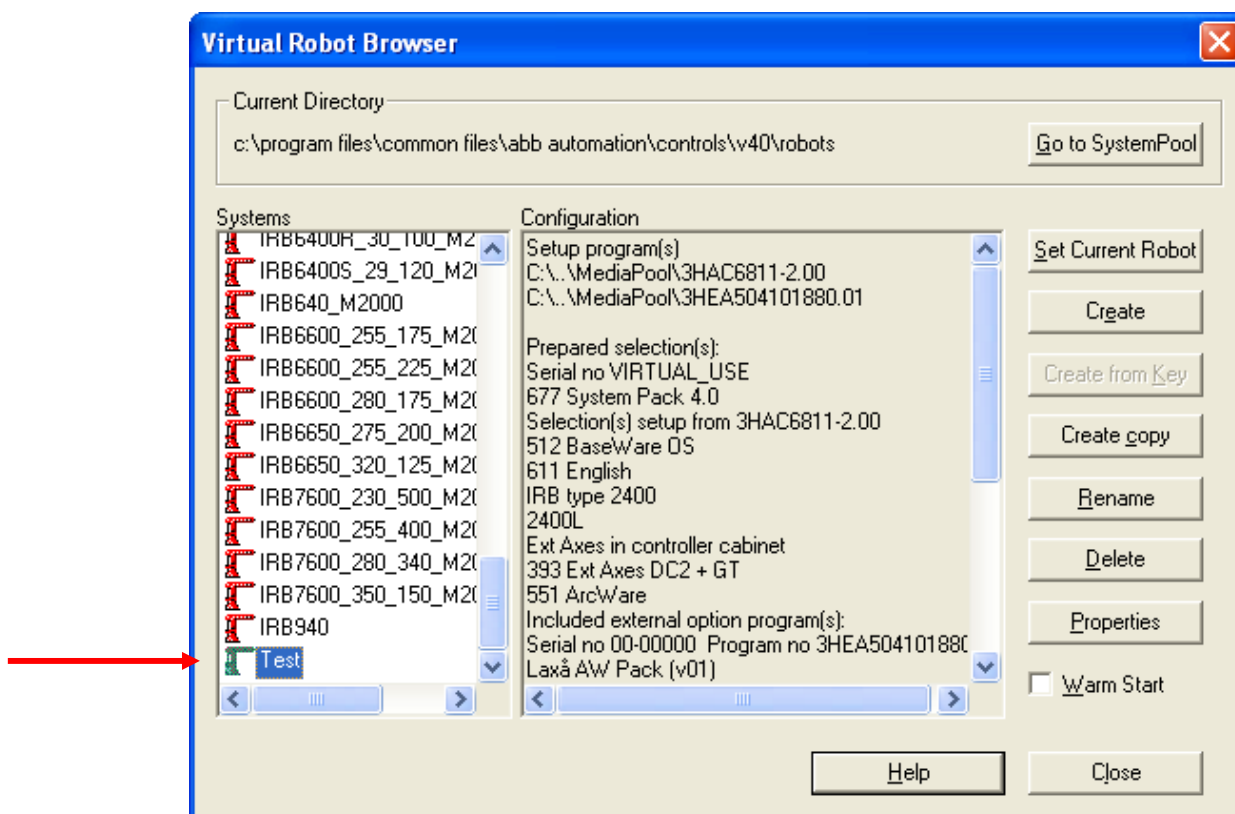 Virtual Robot Browser
Current Directory
c:\program files\common files\abb automation\controls\v40\robots
Go to SystemPool
Systems
IRB6400R_30_100_M2
IRB6400S_29_120_M20
IRB640_M2000
IRB6600_255_175_M20
IRB6600_255_225_M20
IRB6600_280_175_M20
IRB6650_275_200_M20
IRB6650_320_125_M20
IRB7600_230_500_M20
IRB7600_255_400_M20
IRB7600_280_340_M20
IRB7600_350_150_M20
IRB940
Test
Configuration
Setup program(s)
C:\..\MediaPool\3HAC6811-2.00
C:\..\MediaPool\3HEA504101880.01
Prepared selection(s):
Serial no VIRTUAL_USE
677 System Pack 4.0
Selection(s) setup from 3HAC6811-2.00
512 BaseWare OS
611 English
IRB type 2400
2400L
Ext Axes in controller cabinet
393 Ext Axes DC2 + GT
551 ArcWare
Included external option program(s):
Serial no 00-00000 Program no 3HEA504101880
Laxå AW Pack (v01)
Set Current Robot
Create
Create from Key
Create copy
Rename
Delete
Properties
Warm Start
Help
Close